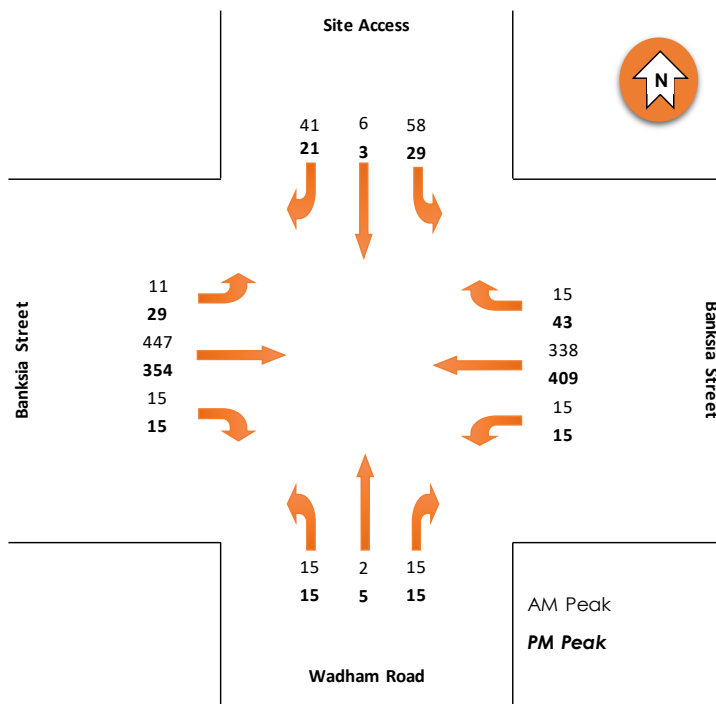 Site Access
N
41 6 58
21 3 29
11
29
447
354
15
15
15
43
338
409
15
15
Banksia Street
Banksia Street
15 2 15
15 5 15
AM Peak
PM Peak
Wadham Road